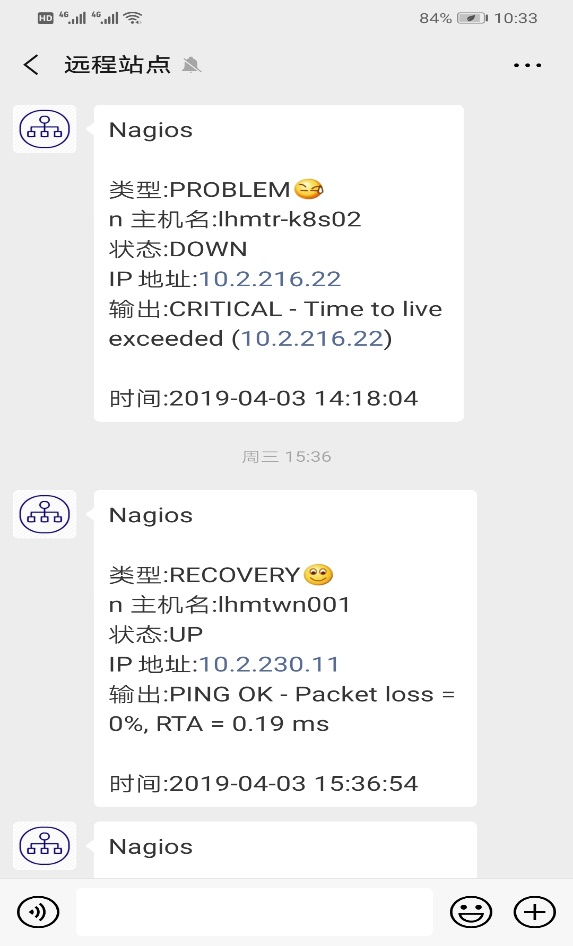 HD 4G 4G 84% 10:33
远程站点
Nagios
类型:PROBLEM
n 主机名:lhmtr-k8s02
状态:DOWN
IP 地址:10.2.216.22
输出:CRITICAL - Time to live
exceeded (10.2.216.22)
时间:2019-04-03 14:18:04
周三 15:36
Nagios
类型:RECOVERY
n 主机名:lhmtwn001
状态:UP
IP 地址:10.2.230.11
输出:PING OK - Packet loss =
0%, RTA = 0.19 ms
时间:2019-04-03 15:36:54
Nagios